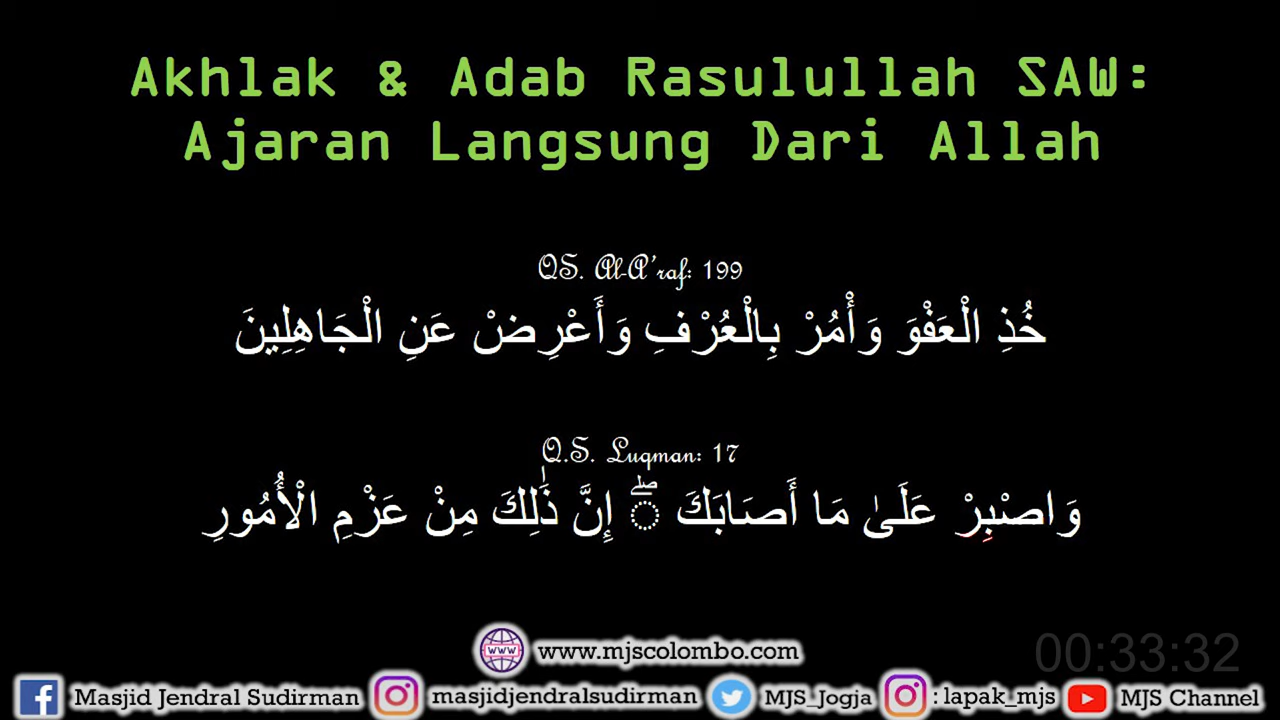 Akhlak & Adab Rasulullah SAW:
Ajaran Langsung Dari Allah
QS. Al-A'raf: 199
خُذِ الْعَفْوَ وَأْمُرْ بِالْعُرْفِ وَأَعْرِضْ عَنِ الْجَاهِلِينَ
Q.S. Luqman: 17
وَاصْبِرْ عَلَىٰ مَا أَصَابَكَ ۖ إِنَّ ذَٰلِكَ مِنْ عَزْمِ الْأُمُورِ
www www.mjscolombo.com
00:33:32
Masjid Jendral Sudirman masjidjendralsudirman MJS_Jogja : lapak_mjs MJS Channel